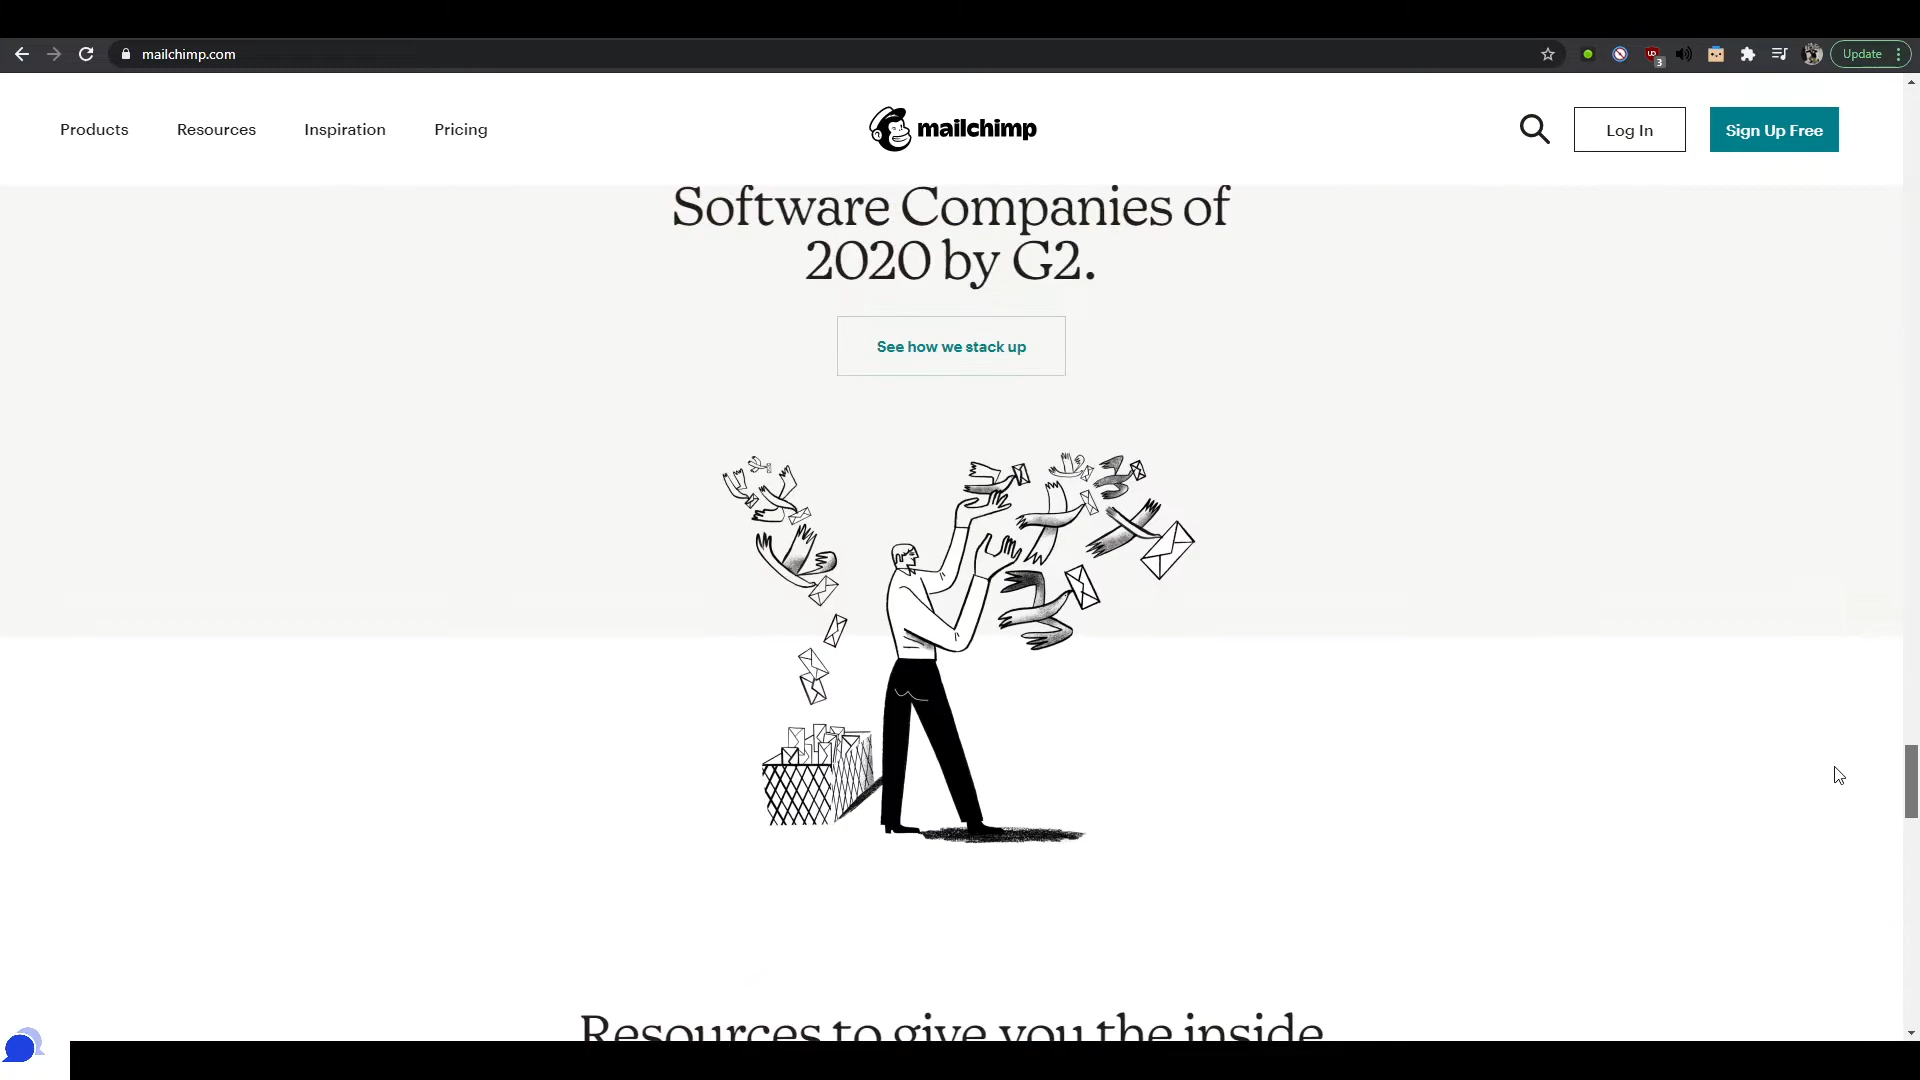 mailchimp.com
3
Update
Products
Resources
Inspiration
Pricing
mailchimp
Log In
Sign Up Free
Software Companies of
2020 by G2.
See how we stack up
Resources to give you the inside